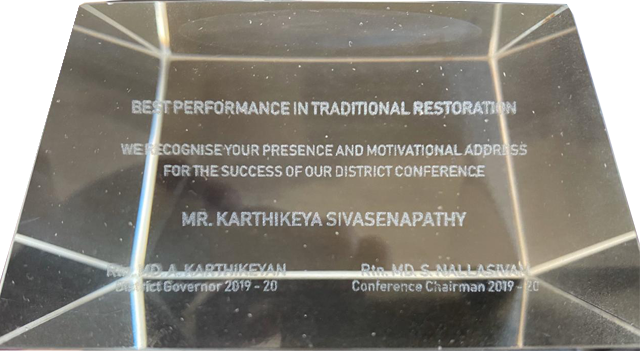 BEST PERFORMANCE IN TRADITIONAL RESTORATION
WE RECOGNISE YOUR PRESENCE AND MOTIVATIONAL ADDRESS
FOR THE SUCCESS OF OUR DISTRICT CONFERENCE
MR. KARTHIKEYA SIVASENAPATHY
Rtn. MD. A. KARTHIKEYAN
District Governor 2019 - 20
Rtn. MD. S. NALLASIVAN
Conference Chairman 2019 - 20